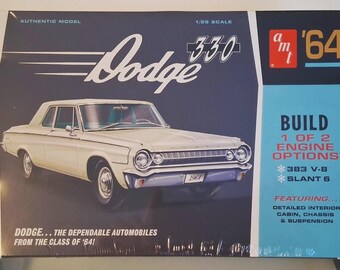 AUTHENTIC MODEL
1/25 SCALE
Dodge
330
amt
'64
BUILD
1 OF 2
ENGINE
OPTIONS
383 V-8
SLANT 6
FEATURING...
DETAILED INTERIOR
CABIN, CHASSIS
& SUSPENSION
DODGE... THE DEPENDABLE AUTOMOBILES
FROM THE CLASS OF '64!